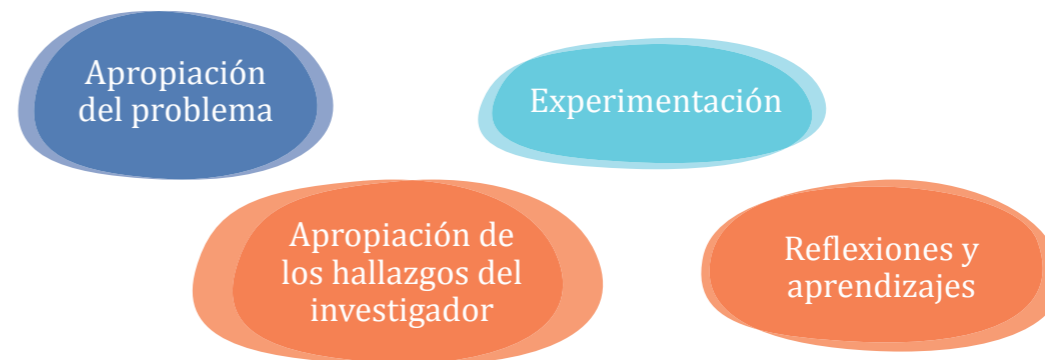 Apropiación
del problema
Experimentación
Apropiación de
los hallazgos del
investigador
Reflexiones y
aprendizajes